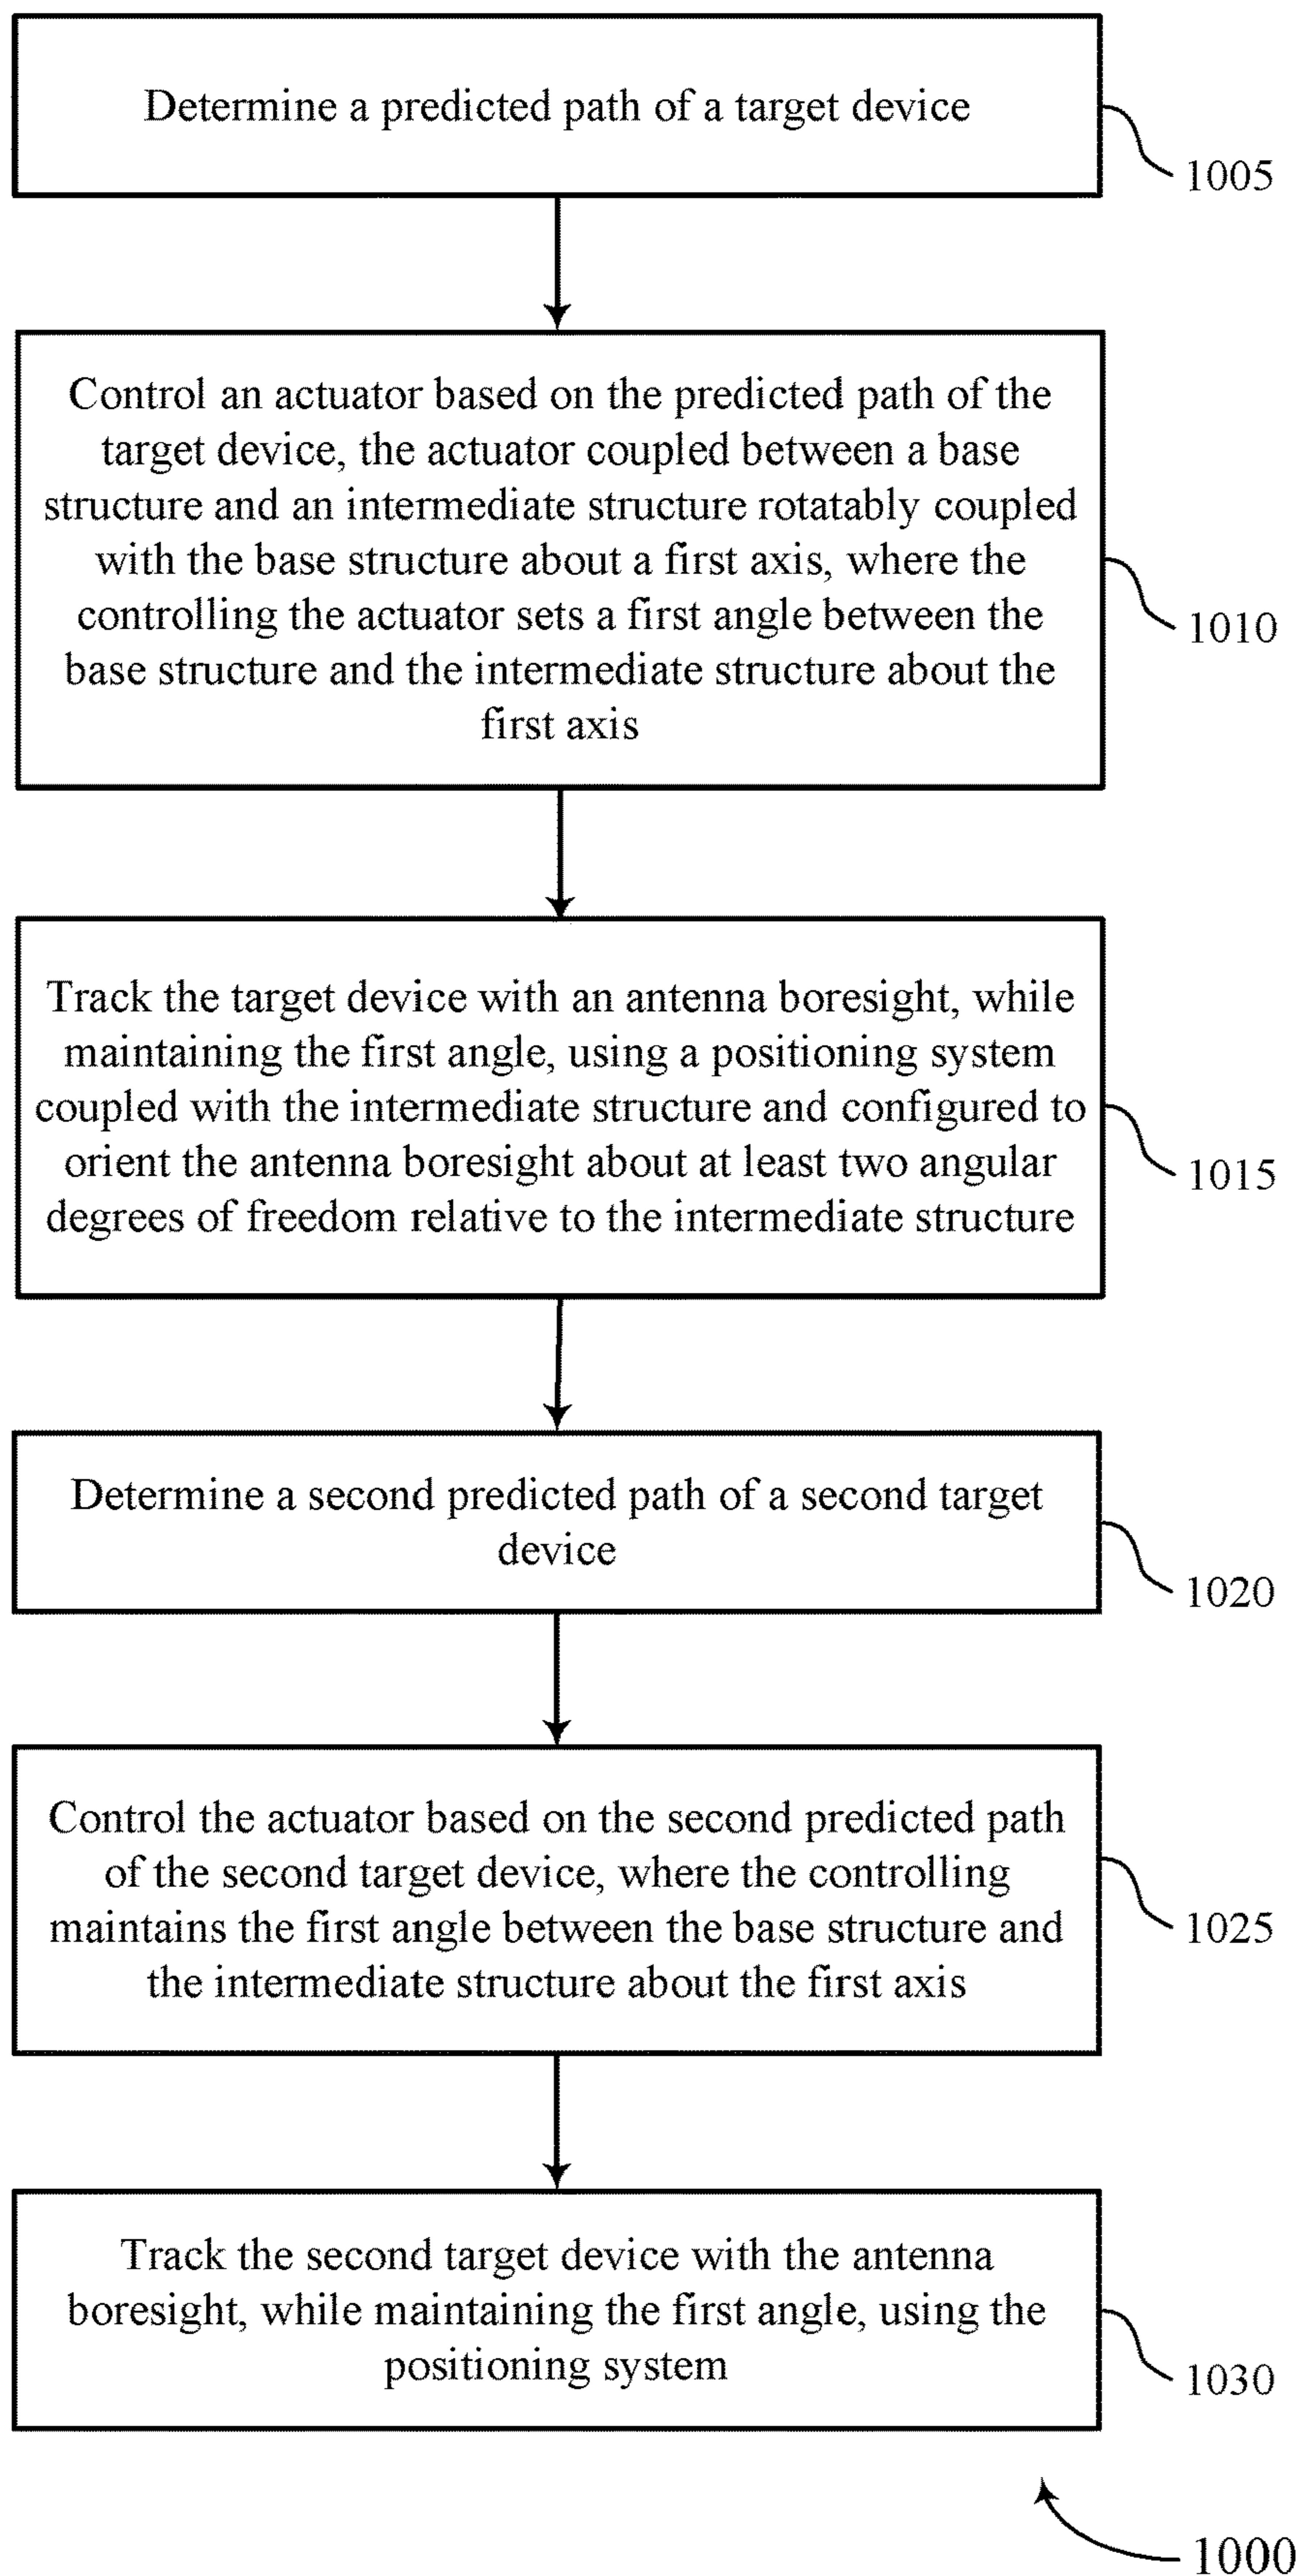 Determine a predicted path of a target device
1005
Control an actuator based on the predicted path of the
target device, the actuator coupled between a base
structure and an intermediate structure rotatably coupled
with the base structure about a first axis, where the
controlling the actuator sets a first angle between the
base structure and the intermediate structure about the
first axis
1010
Track the target device with an antenna boresight, while
maintaining the first angle, using a positioning system
coupled with the intermediate structure and configured to
orient the antenna boresight about at least two angular
degrees of freedom relative to the intermediate structure
1015
Determine a second predicted path of a second target
device
1020
Control the actuator based on the second predicted path
of the second target device, where the controlling
maintains the first angle between the base structure and
the intermediate structure about the first axis
1025
Track the second target device with the antenna
boresight, while maintaining the first angle, using the
positioning system
1030
1000